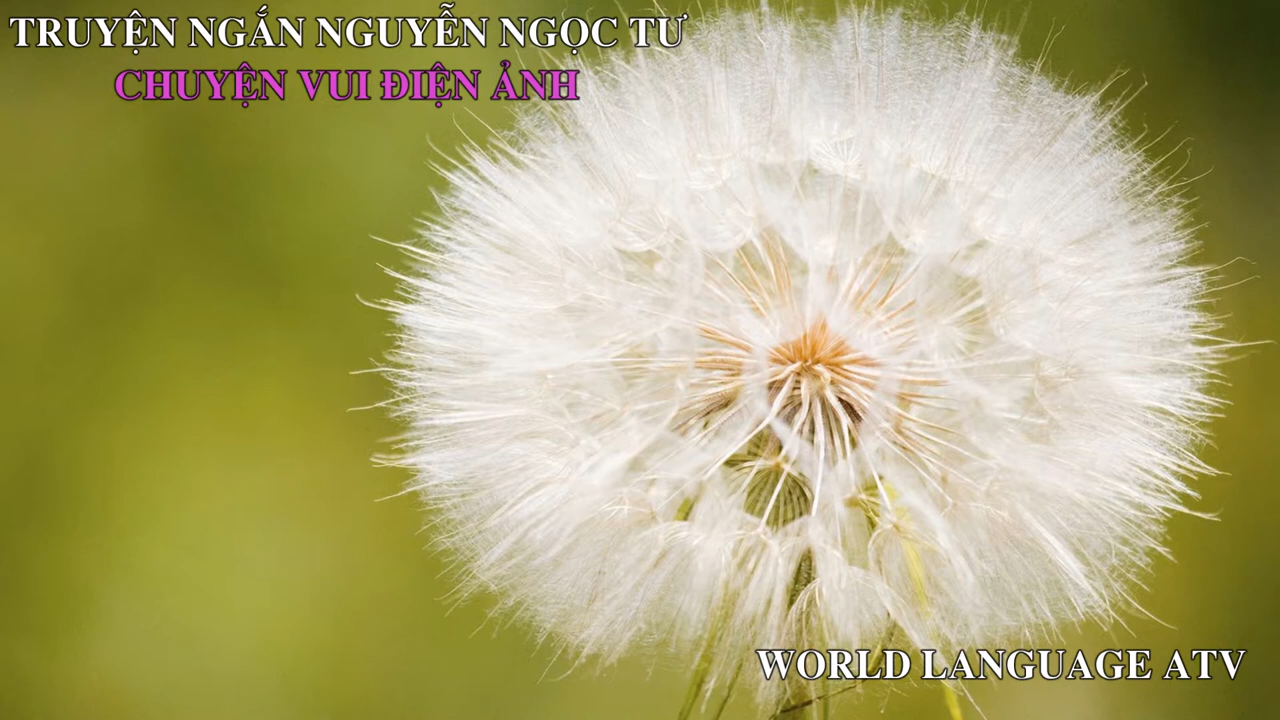 TRUYỆN NGẮN NGUYỄN NGỌC TƯ
CHUYỆN VUI ĐIỆN ẢNH
WORLD LANGUAGE ATV